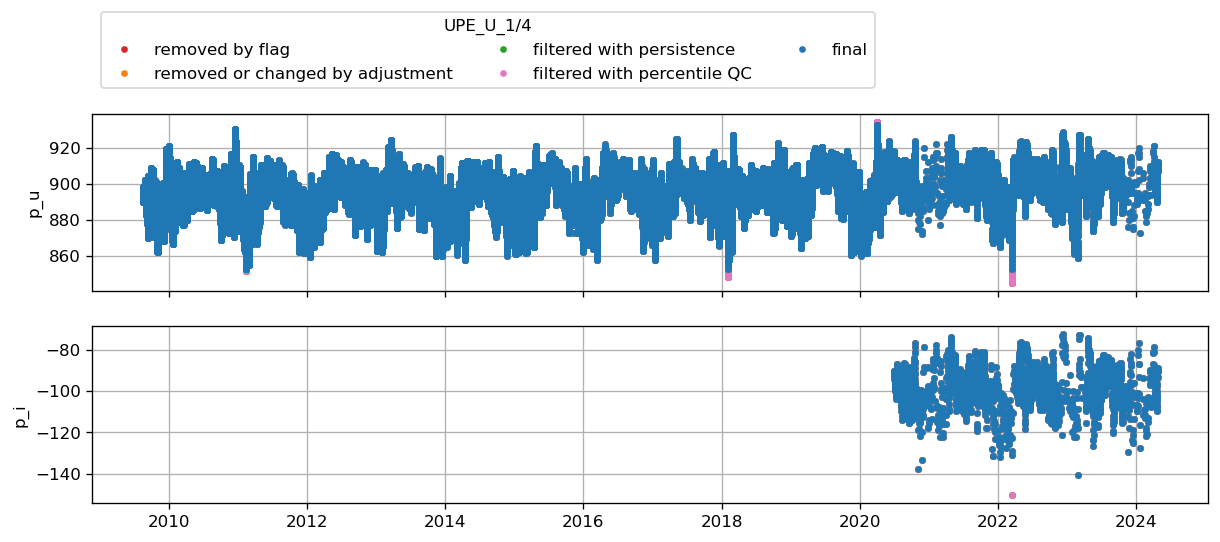 UPE_U_1/4
removed by flag
filtered with persistence
final
removed or changed by adjustment
filtered with percentile QC
p_u
920
900
880
860
p_i
−80
−100
−120
−140
2010 2012 2014 2016 2018 2020 2022 2024